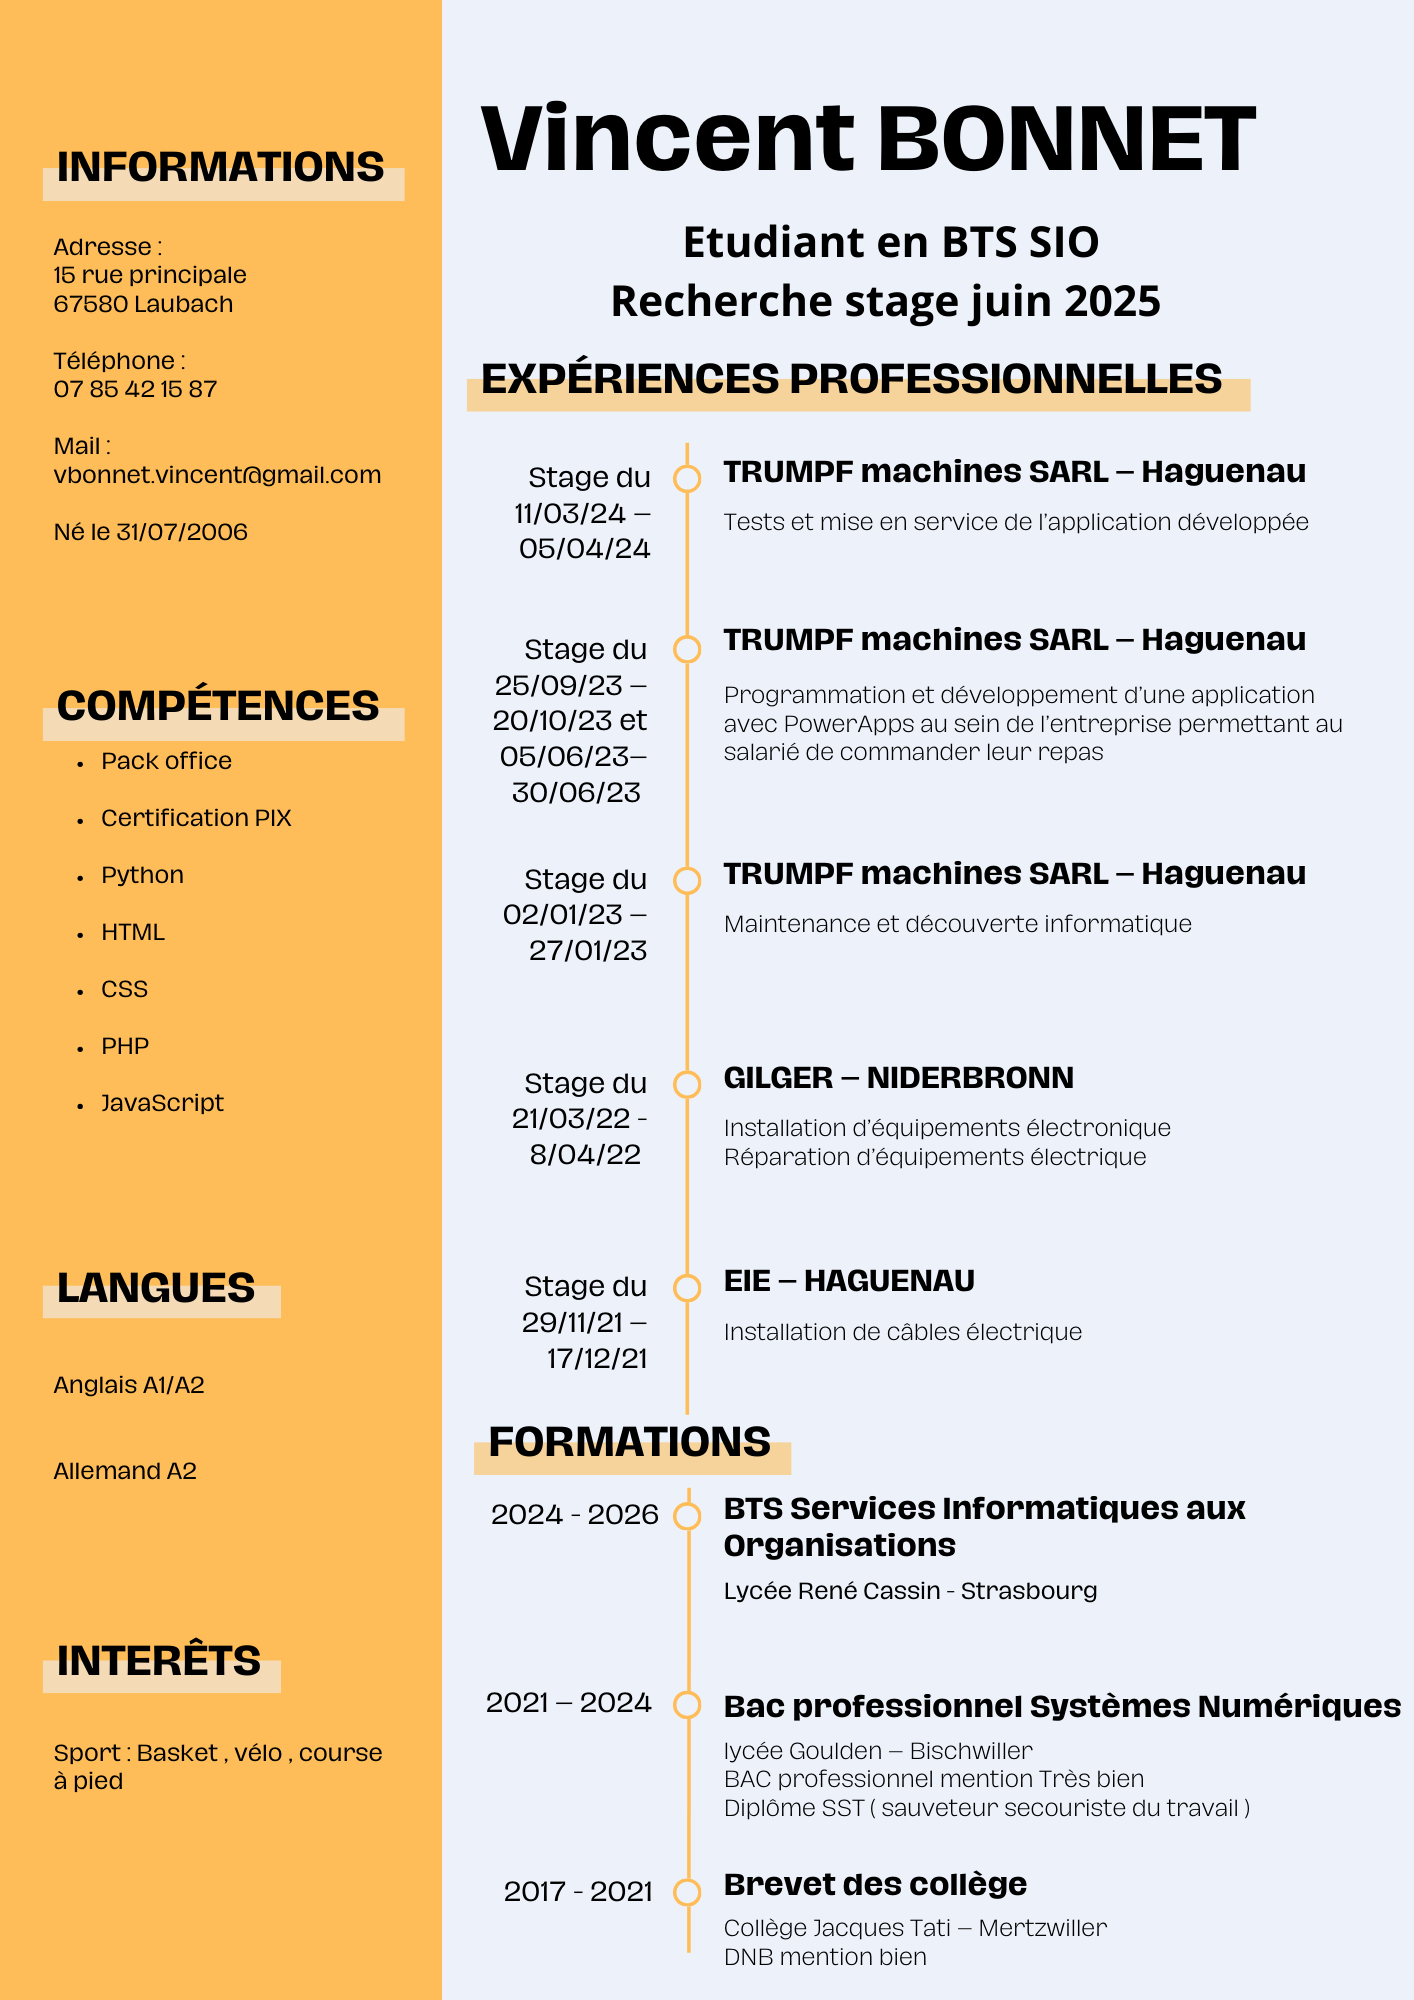 INFORMATIONS
Adresse :
15 rue principale
67580 Laubach
Téléphone :
07 85 42 15 87
Mail :
vbonnet.vincent@gmail.com
Né le 31/07/2006
COMPÉTENCES
• Pack office
• Certification PIX
• Python
• HTML
• CSS
• PHP
• JavaScript
LANGUES
Anglais A1/A2
Allemand A2
INTERÊTS
Sport : Basket , vélo , course
à pied
Vincent BONNET
Etudiant en BTS SIO
Recherche stage juin 2025
EXPÉRIENCES PROFESSIONNELLES
Stage du
11/03/24 –
05/04/24
TRUMPF machines SARL – Haguenau
Tests et mise en service de l'application développée
Stage du
25/09/23 –
20/10/23 et
05/06/23–
30/06/23
TRUMPF machines SARL – Haguenau
Programmation et développement d'une application
avec PowerApps au sein de l'entreprise permettant au
salarié de commander leur repas
Stage du
02/01/23 –
27/01/23
TRUMPF machines SARL – Haguenau
Maintenance et découverte informatique
Stage du
21/03/22 -
8/04/22
GILGER – NIDERBRONN
Installation d'équipements électronique
Réparation d'équipements électrique
Stage du
29/11/21 –
17/12/21
EIE – HAGUENAU
Installation de câbles électrique
FORMATIONS
2024 - 2026
BTS Services Informatiques aux
Organisations
Lycée René Cassin - Strasbourg
2021 – 2024
Bac professionnel Systèmes Numériques
lycée Goulden – Bischwiller
BAC professionnel mention Très bien
Diplôme SST ( sauveteur secouriste du travail )
2017 - 2021
Brevet des collège
Collège Jacques Tati – Mertzwiller
DNB mention bien